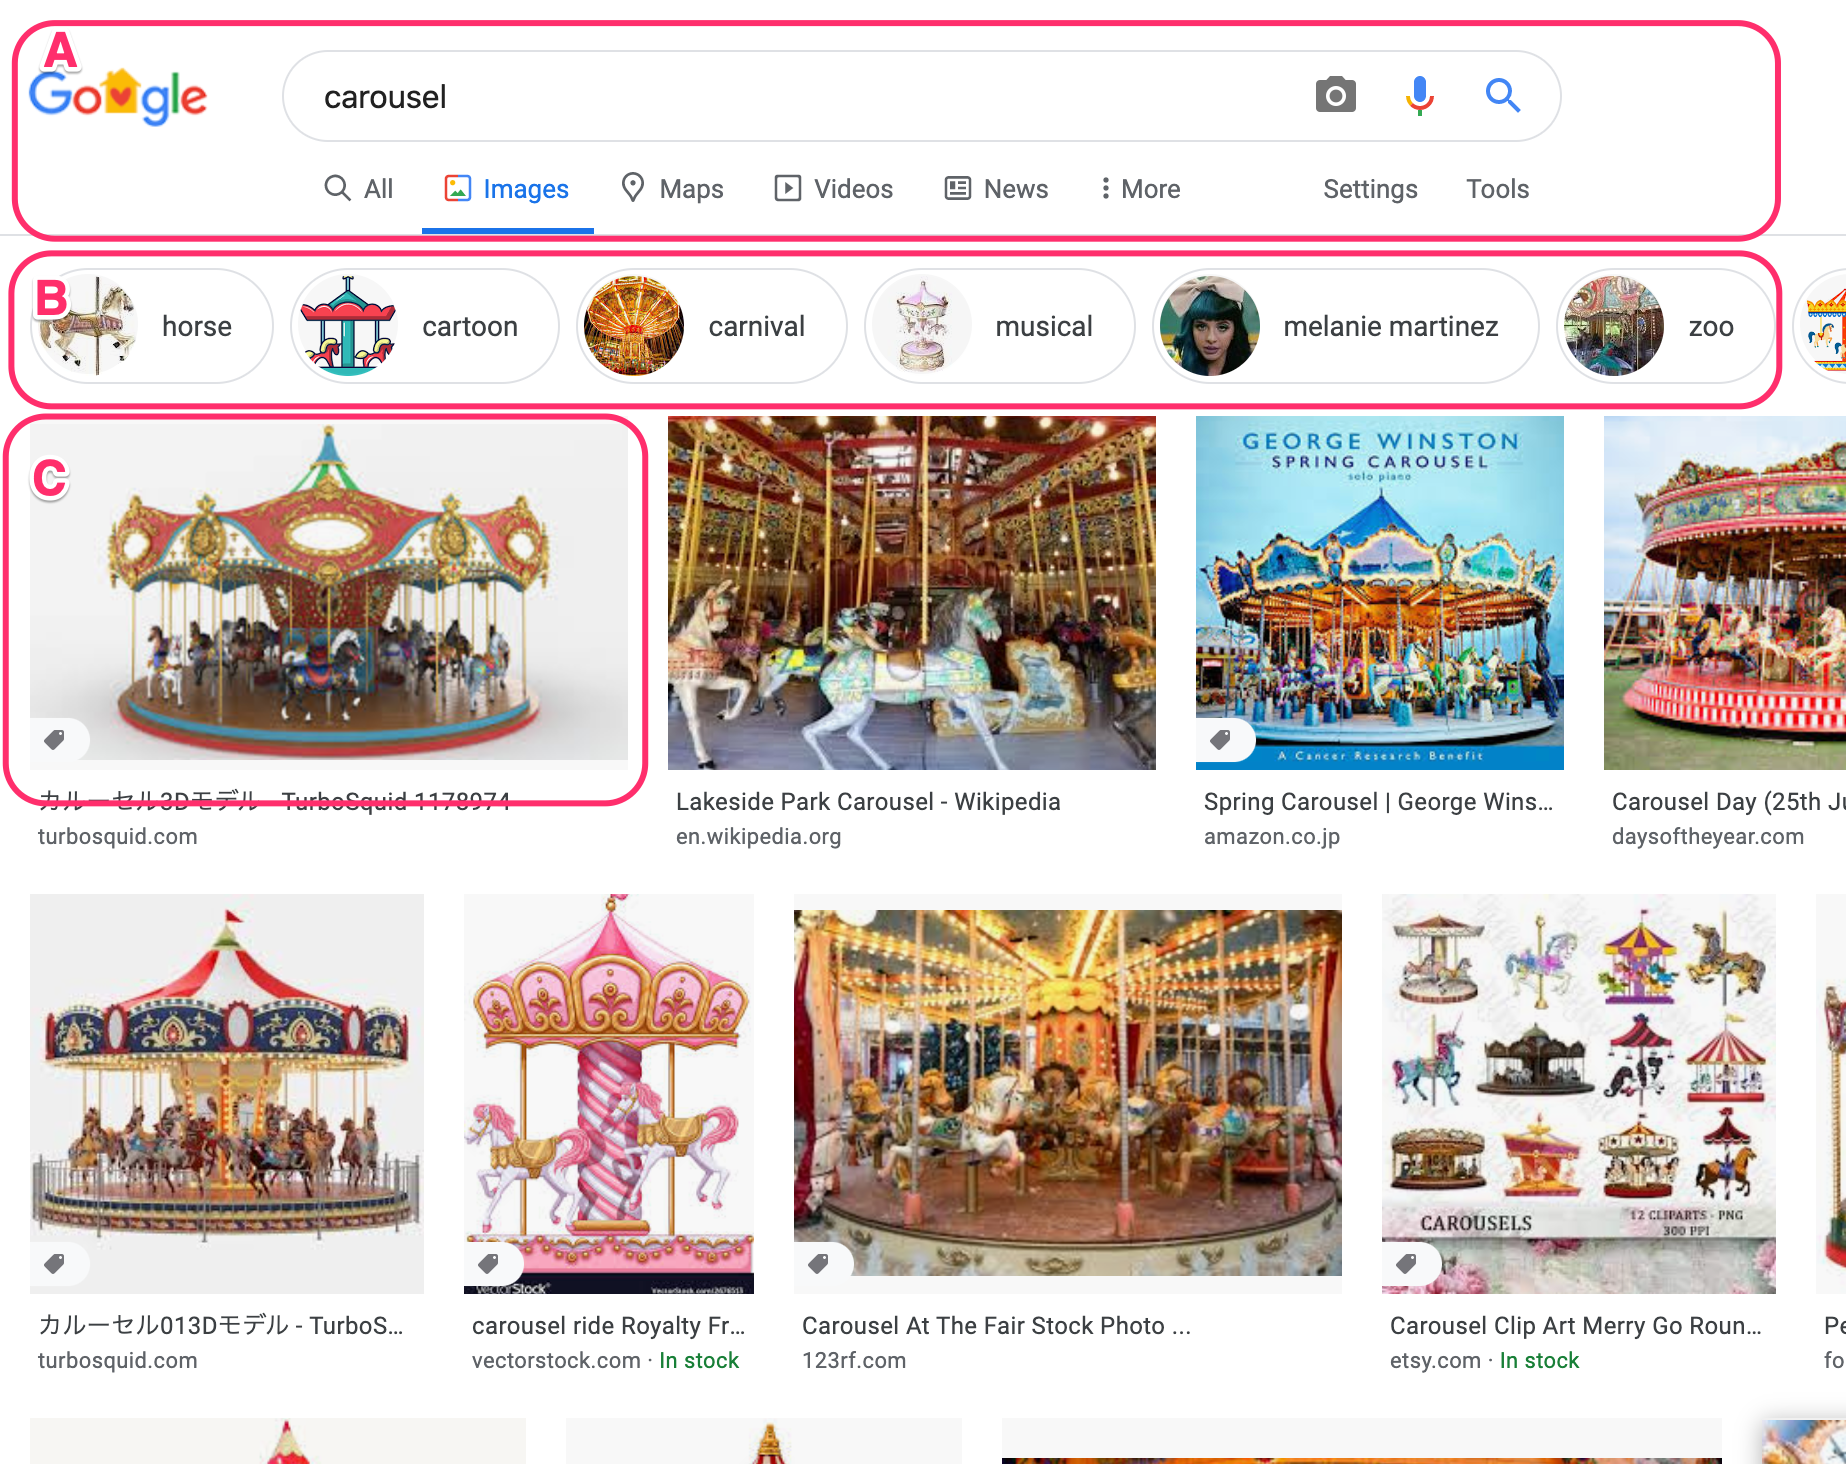 A
Google
carousel
All Images Maps Videos News More Settings Tools
B
horse cartoon carnival musical melanie martinez zoo
C
GEORGE WINSTON
SPRING CAROUSEL
solo piano
A Cancer Research Benefit
カルーセル3Dモデル - TurboSquid 1178974
turbosquid.com
Lakeside Park Carousel - Wikipedia
en.wikipedia.org
Spring Carousel | George Wins...
amazon.co.jp
Carousel Day (25th Ju
daysoftheyear.com
VectorStock®
VectorStock.com/2676513
CAROUSELS
12 CLIPARTS - PNG
300 PPI
カルーセル013Dモデル - TurboS...
turbosquid.com
carousel ride Royalty Fr...
vectorstock.com · In stock
Carousel At The Fair Stock Photo ...
123rf.com
Carousel Clip Art Merry Go Roun...
etsy.com · In stock
Pe
fo